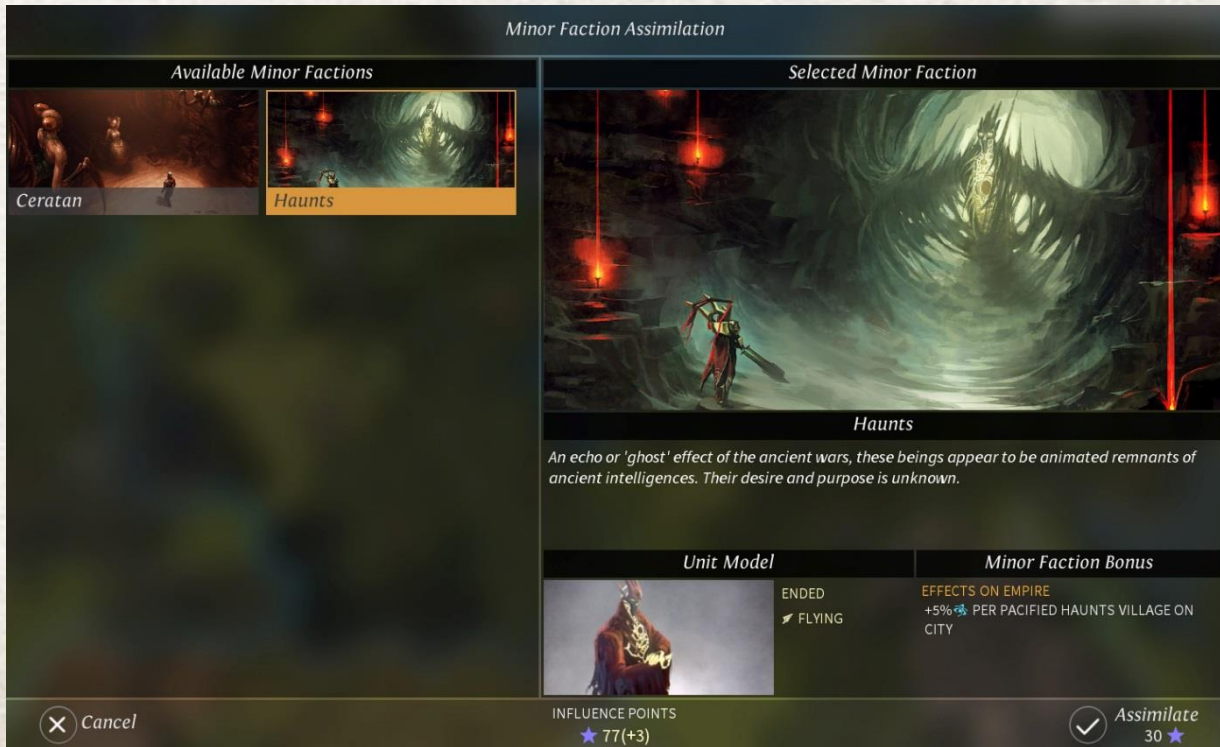 Minor Faction Assimilation
Available Minor Factions
Ceratan
Haunts
Selected Minor Faction
Haunts
An echo or 'ghost' effect of the ancient wars, these beings appear to be animated remnants of
ancient intelligences. Their desire and purpose is unknown.
Unit Model
ENDED
FLYING
Minor Faction Bonus
EFFECTS ON EMPIRE
+5% PER PACIFIED HAUNTS VILLAGE ON
CITY
Cancel
INFLUENCE POINTS
77(+3)
Assimilate
30